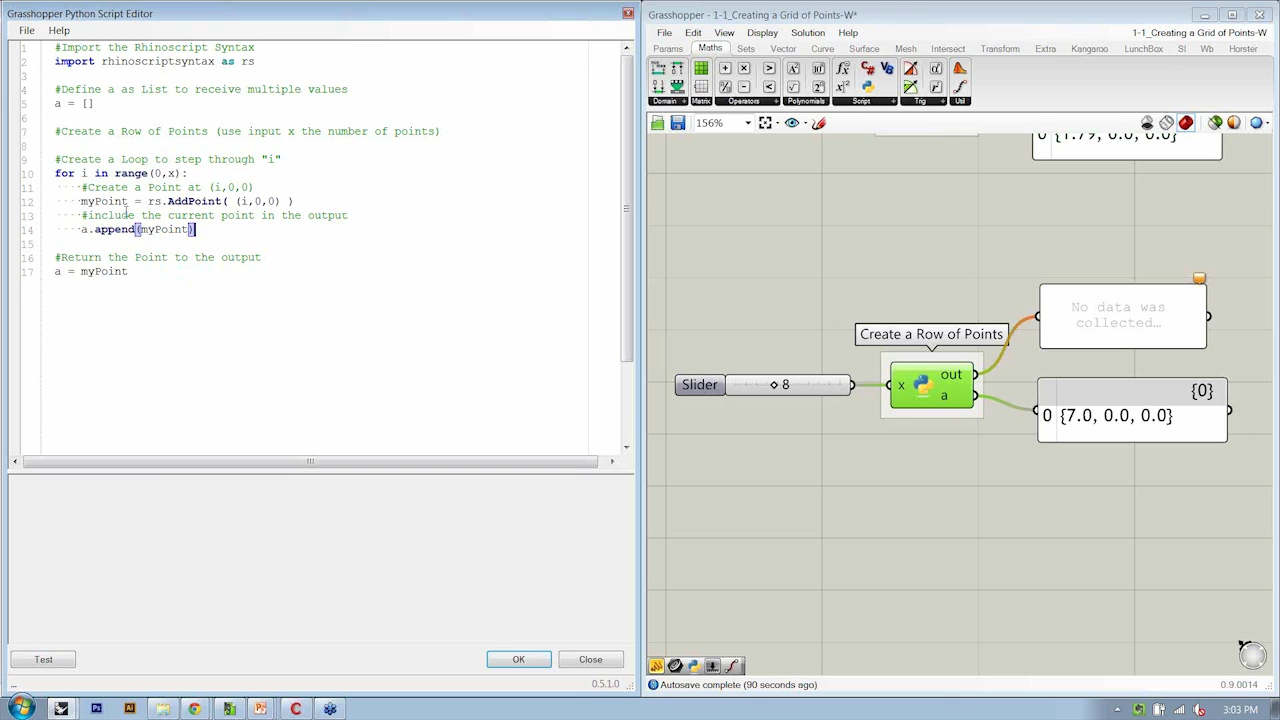 Grasshopper Python Script Editor
File Help
1 #Import the Rhinoscript Syntax
2 import rhinoscriptsyntax as rs
3
4 #Define a as List to receive multiple values
5 a = []
6
7 #Create a Row of Points (use input x the number of points)
8
9 #Create a Loop to step through "i"
10 for i in range(0,x):
11 #Create a Point at (i,0,0)
12 myPoint = rs.AddPoint( (i,0,0) )
13 #include the current point in the output
14 a.append(myPoint)
15
16 #Return the Point to the output
17 a = myPoint
Test OK Close
... 0.5.1.0
Grasshopper - 1-1_Creating a Grid of Points-W*
File Edit View Display Solution Help 1-1_Creating a Grid of Points-W
Params Maths Sets Vector Curve Surface Mesh Intersect Transform Extra Kangaroo LunchBox SI Wb Horster
Domain Matrix Operators Polynomials Script Trig Util
156%
0 {1.79, 0.0, 0.0}
No data was
collected...
Create a Row of Points
Slider 8 x out
a
{0}
0 {7.0, 0.0, 0.0}
Autosave complete (90 seconds ago) 0.9.0014
3:03 PM